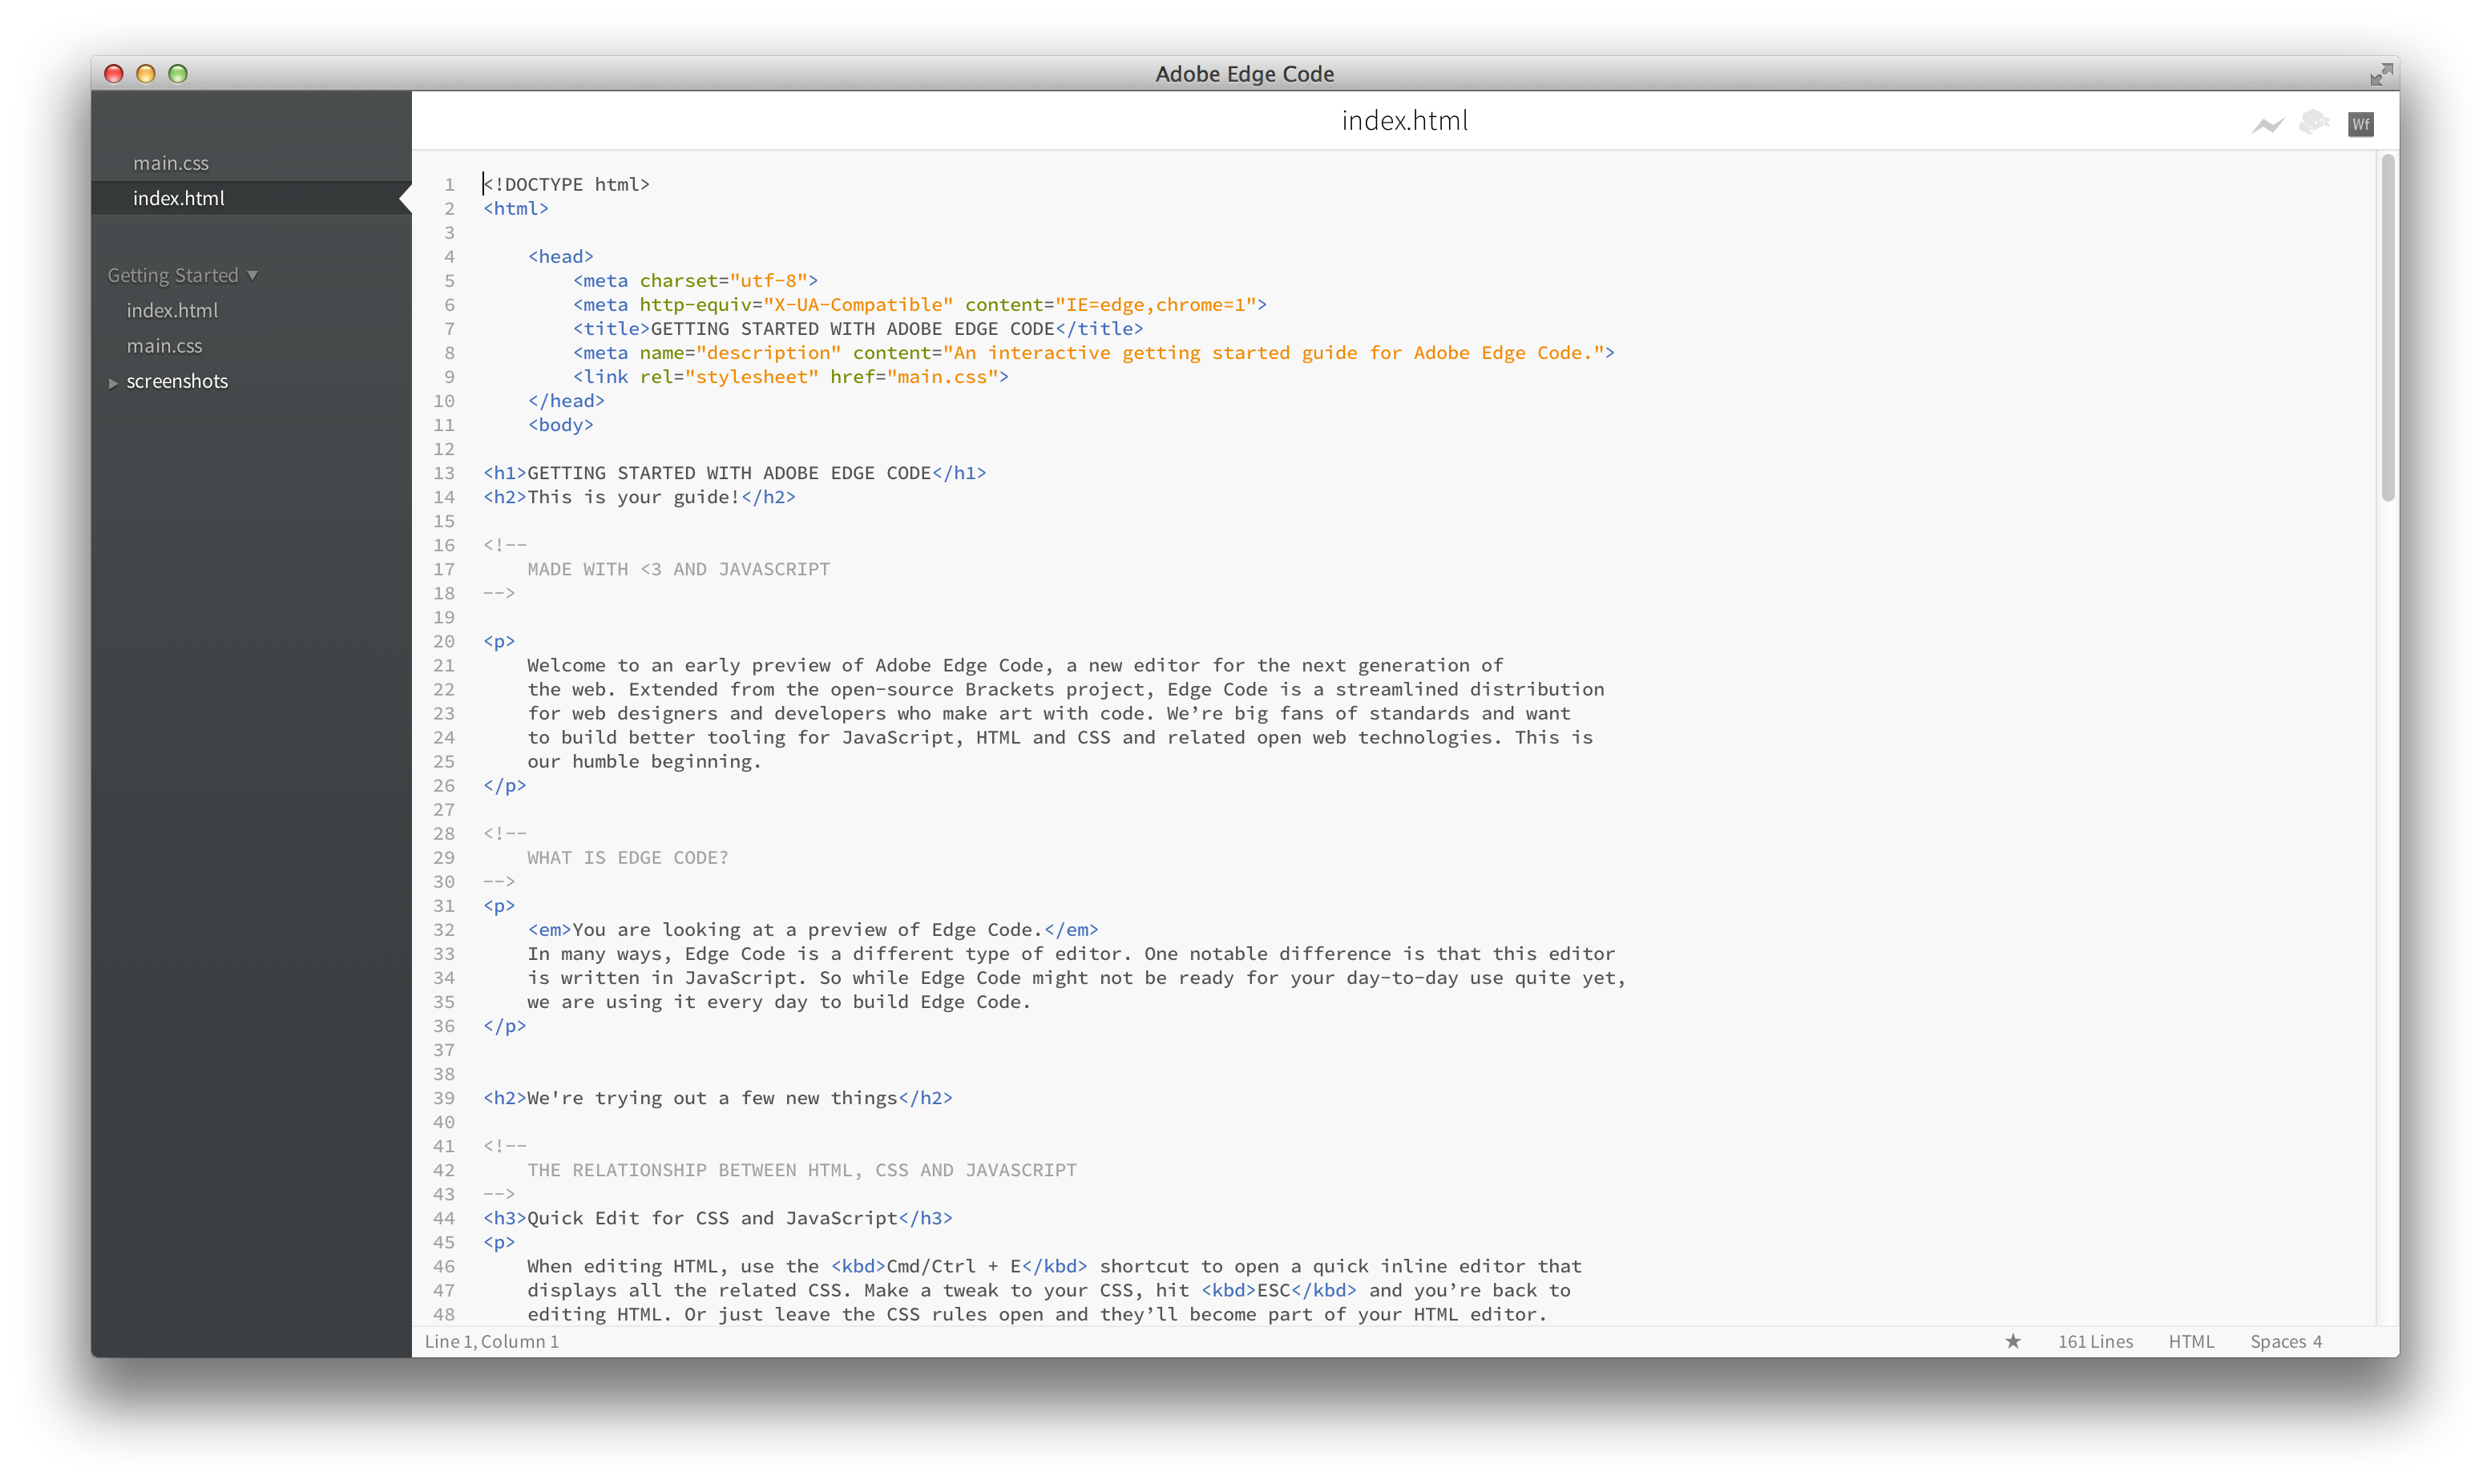 Adobe Edge Code
index.html
Wf
main.css
index.html
Getting Started ▼
index.html
main.css
▶ screenshots
1 <!DOCTYPE html>
2 <html>
3
4     <head>
5         <meta charset="utf-8">
6         <meta http-equiv="X-UA-Compatible" content="IE=edge,chrome=1">
7         <title>GETTING STARTED WITH ADOBE EDGE CODE</title>
8         <meta name="description" content="An interactive getting started guide for Adobe Edge Code.">
9         <link rel="stylesheet" href="main.css">
10     </head>
11     <body>
12
13 <h1>GETTING STARTED WITH ADOBE EDGE CODE</h1>
14 <h2>This is your guide!</h2>
15
16 <!--
17     MADE WITH <3 AND JAVASCRIPT
18 -->
19
20 <p>
21     Welcome to an early preview of Adobe Edge Code, a new editor for the next generation of
22     the web. Extended from the open-source Brackets project, Edge Code is a streamlined distribution
23     for web designers and developers who make art with code. We’re big fans of standards and want
24     to build better tooling for JavaScript, HTML and CSS and related open web technologies. This is
25     our humble beginning.
26 </p>
27
28 <!--
29     WHAT IS EDGE CODE?
30 -->
31 <p>
32     <em>You are looking at a preview of Edge Code.</em>
33     In many ways, Edge Code is a different type of editor. One notable difference is that this editor
34     is written in JavaScript. So while Edge Code might not be ready for your day-to-day use quite yet,
35     we are using it every day to build Edge Code.
36 </p>
37
38
39 <h2>We're trying out a few new things</h2>
40
41 <!--
42     THE RELATIONSHIP BETWEEN HTML, CSS AND JAVASCRIPT
43 -->
44 <h3>Quick Edit for CSS and JavaScript</h3>
45 <p>
46     When editing HTML, use the <kbd>Cmd/Ctrl + E</kbd> shortcut to open a quick inline editor that
47     displays all the related CSS. Make a tweak to your CSS, hit <kbd>ESC</kbd> and you’re back to
48     editing HTML. Or just leave the CSS rules open and they’ll become part of your HTML editor.
Line 1, Column 1
★ 161 Lines HTML Spaces 4